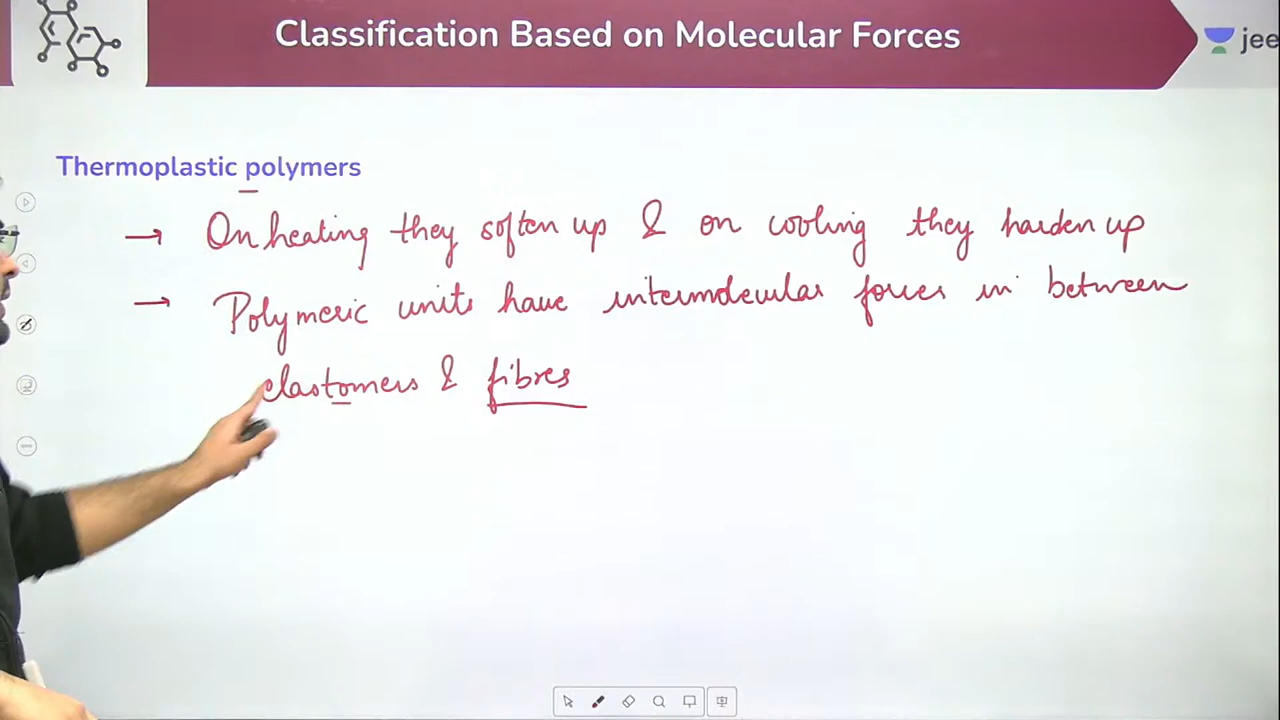 Classification Based on Molecular Forces
jee
Thermoplastic polymers
→ On heating they soften up & on cooling they harden up
→ Polymeric units have intermolecular forces in between
elastomers & fibres